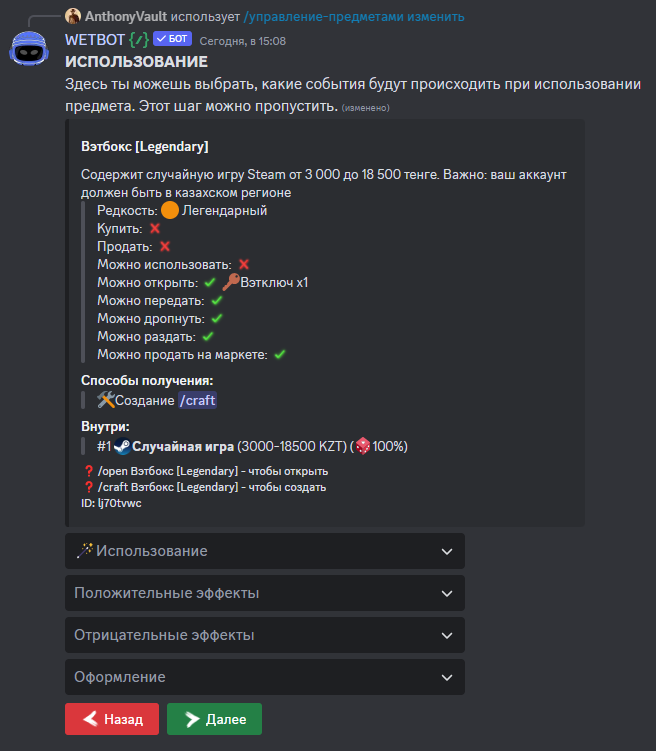 AnthonyVault использует /управление-предметами изменить
WETBOT {/} БОТ Сегодня, в 15:08
ИСПОЛЬЗОВАНИЕ
Здесь ты можешь выбрать, какие события будут происходить при использовании
предмета. Этот шаг можно пропустить. (изменено)
Вэтбокс [Legendary]
Содержит случайную игру Steam от 3 000 до 18 500 тенге. Важно: ваш аккаунт
должен быть в казахском регионе
Редкость: Легендарный
Купить: ❌
Продать: ❌
Можно использовать: ❌
Можно открыть: ✔ Вэтключ x1
Можно передать: ✔
Можно дропнуть: ✔
Можно раздать: ✔
Можно продать на маркете: ✔
Способы получения:
Создание /craft
Внутри:
#1 Случайная игра (3000-18500 KZT) (100%)
❓ /open Вэтбокс [Legendary] - чтобы открыть
❓ /craft Вэтбокс [Legendary] - чтобы создать
ID: lj70tvwc
Использование
Положительные эффекты
Отрицательные эффекты
Оформление
Назад Далее